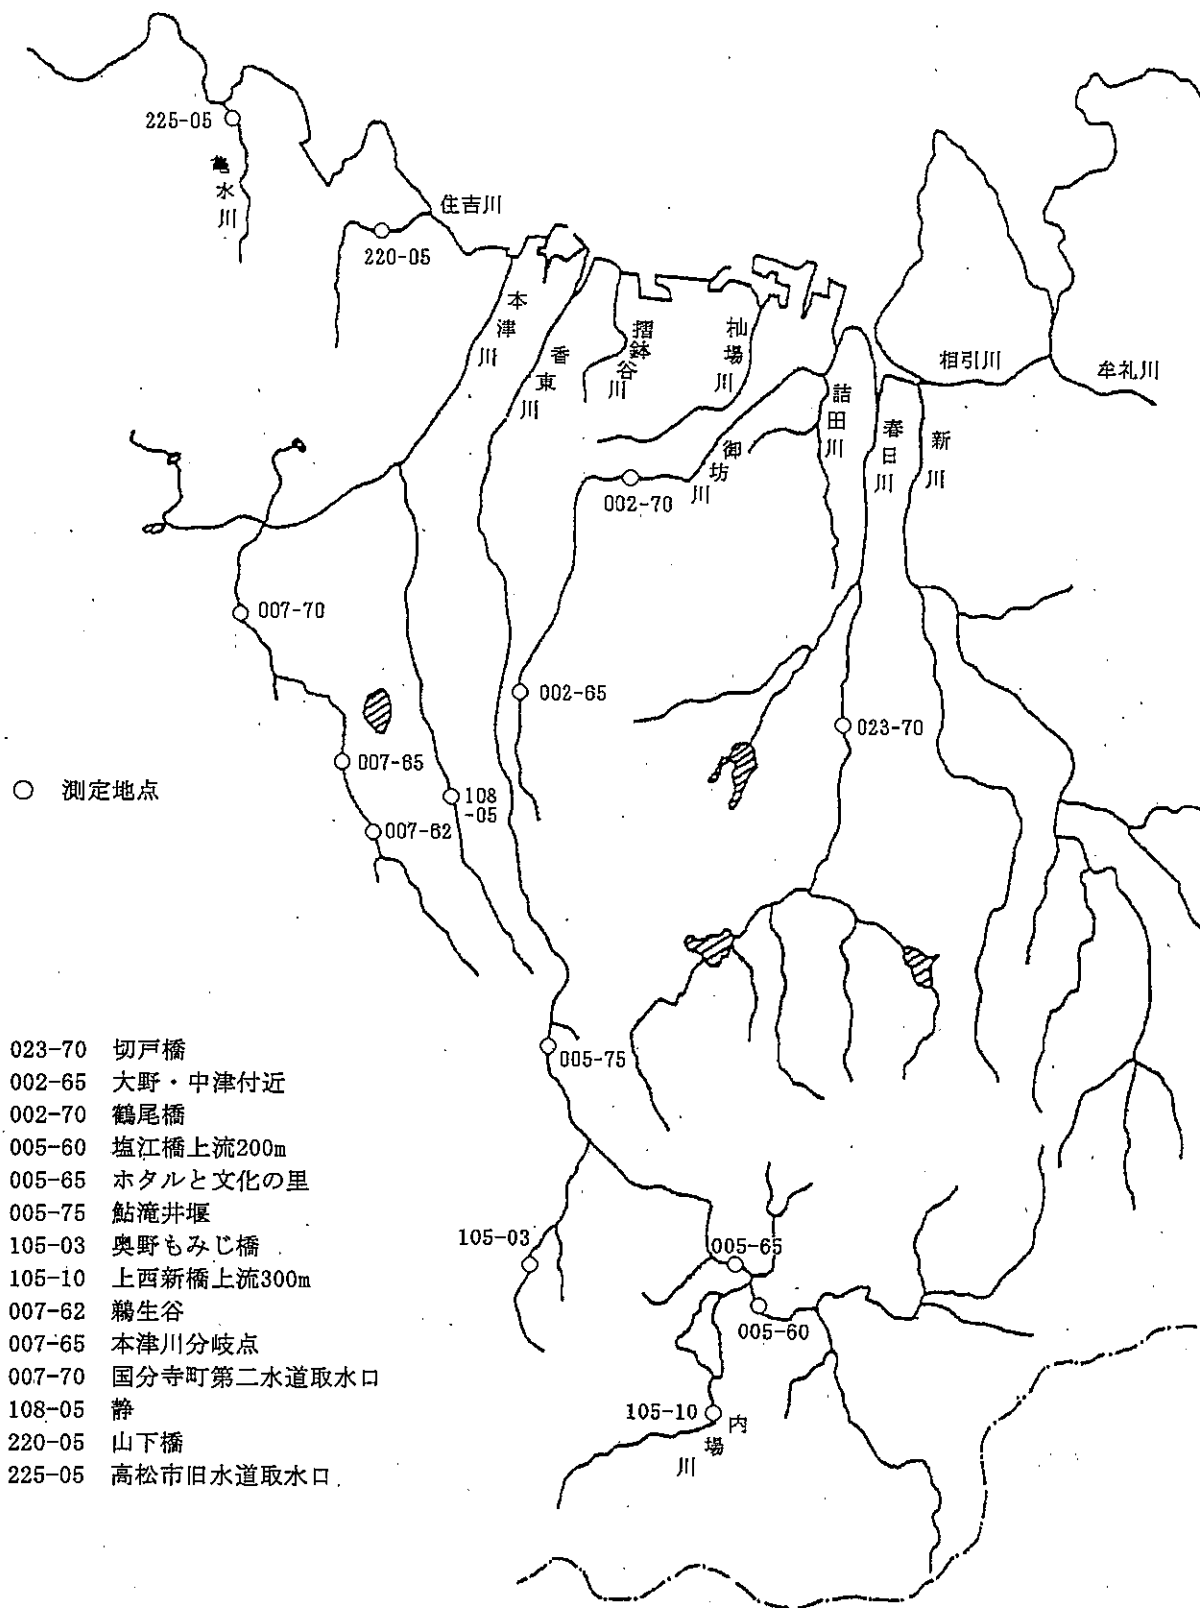 225-05
亀水川
住吉川
220-05
本津川
香東川
摺鉢谷川
杣場川
御坊川
詰田川
春日川
新川
相引川
牟礼川
002-70
007-70
002-65
023-70
007-65
108
-05
007-62
○ 測定地点
005-75
105-03
005-65
005-60
105-10
内場川
023-70 切戸橋
002-65 大野・中津付近
002-70 鶴尾橋
005-60 塩江橋上流200m
005-65 ホタルと文化の里
005-75 鮎滝井堰
105-03 奥野もみじ橋
105-10 上西新橋上流300m
007-62 鵜生谷
007-65 本津川分岐点
007-70 国分寺町第二水道取水口
108-05 静
220-05 山下橋
225-05 高松市旧水道取水口